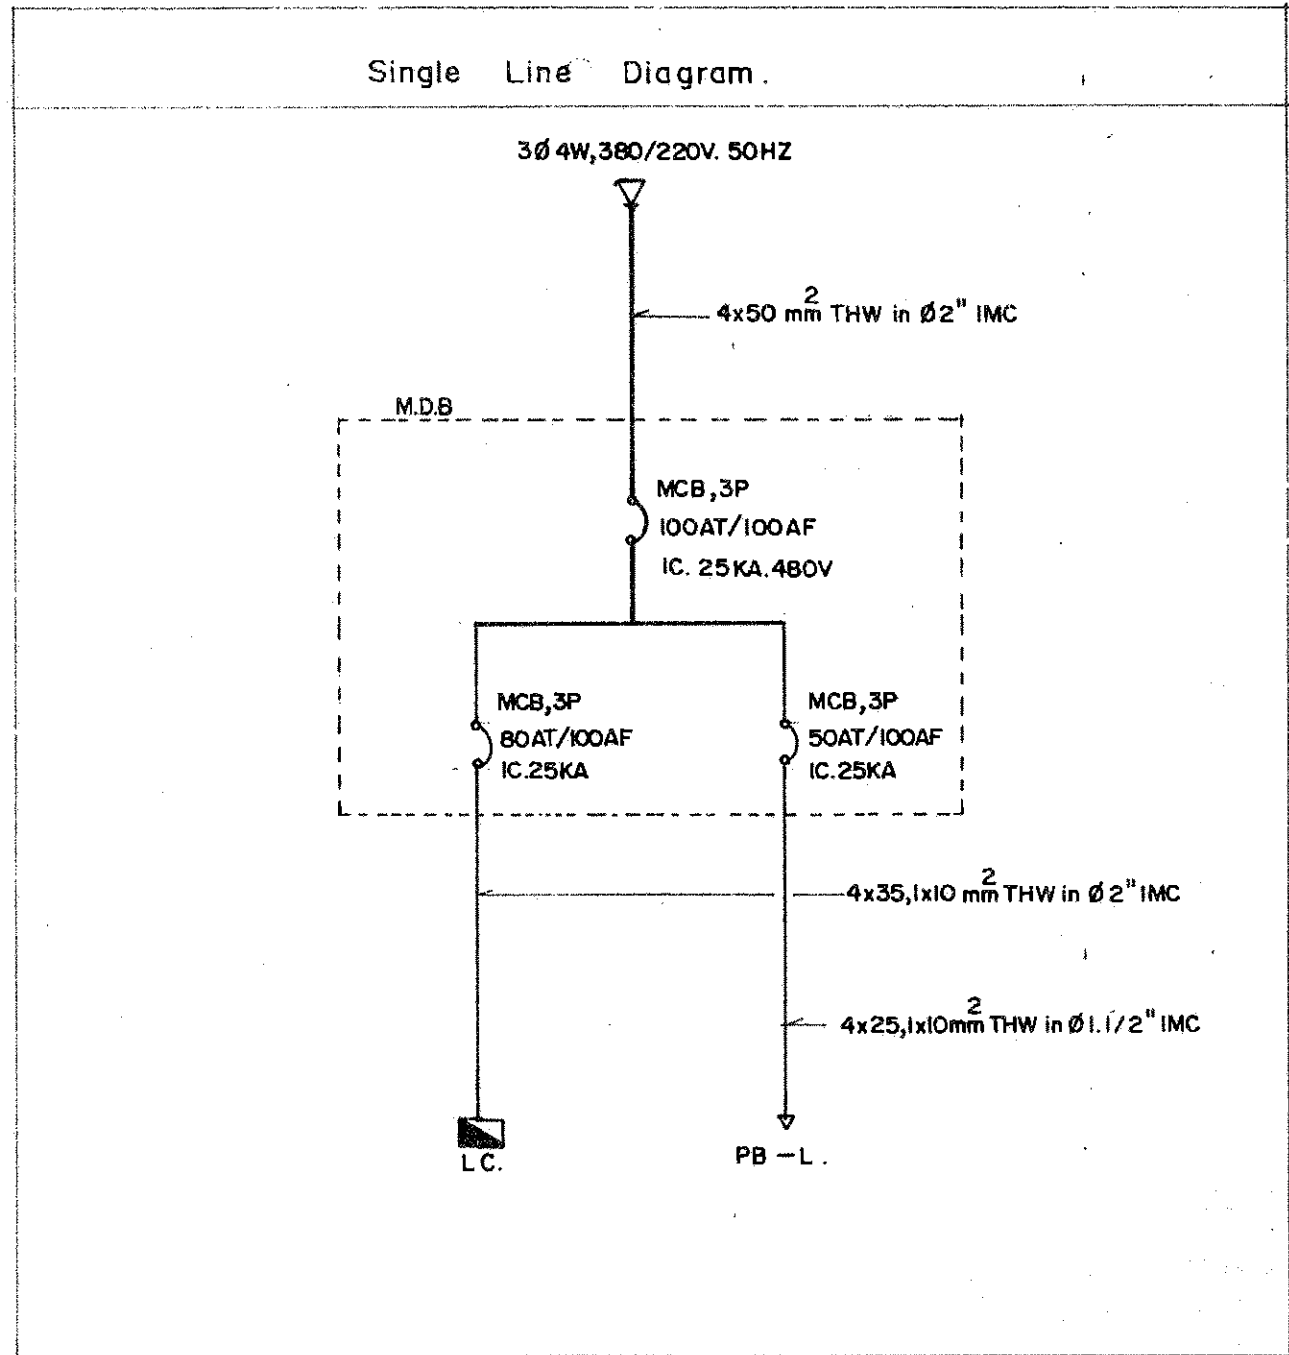 Single Line Diagram.
3Ø 4W,380/220V. 50HZ
4x50 mm² THW in Ø2" IMC
M.D.B
MCB,3P
100AT/100AF
IC. 25KA.480V
MCB,3P
80AT/100AF
IC.25KA
MCB,3P
50AT/100AF
IC.25KA
4x35,1x10 mm² THW in Ø 2" IMC
4x25,1x10mm² THW in Ø1.1/2" IMC
LC.
PB-L.